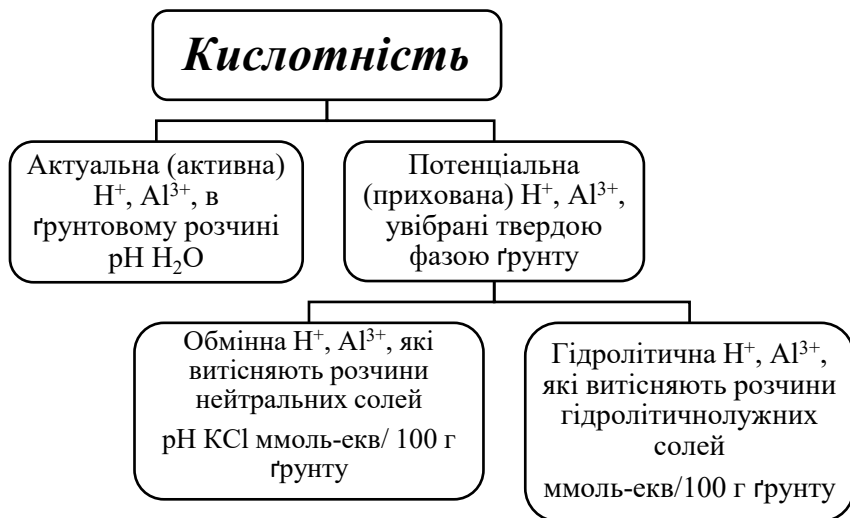 Кислотність
Актуальна (активна)
H⁺, Al³⁺, в
ґрунтовому розчині
pH H₂O
Потенціальна
(прихована) H⁺, Al³⁺,
увібрані твердою
фазою ґрунту
Обмінна H⁺, Al³⁺, які
витісняють розчини
нейтральних солей
pH KCl ммоль-екв/ 100 г
ґрунту
Гідролітична H⁺, Al³⁺,
які витісняють розчини
гідролітичнолужних
солей
ммоль-екв/100 г ґрунту